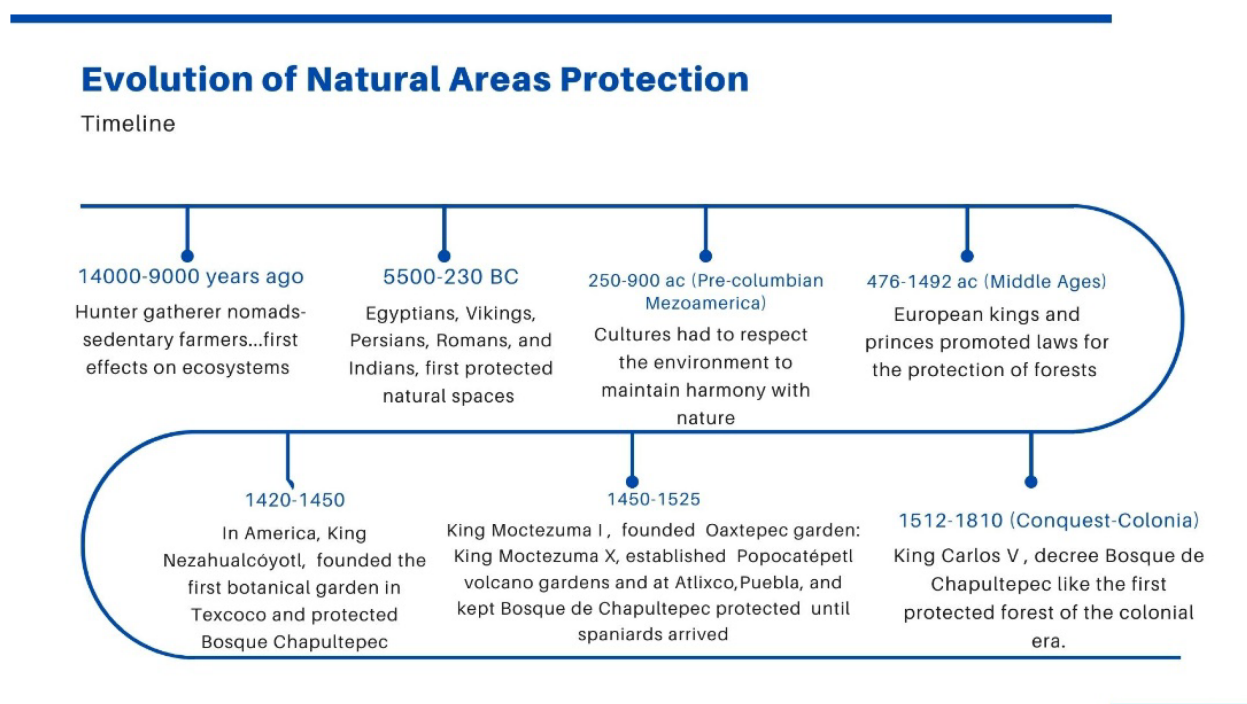 Evolution of Natural Areas Protection
Timeline
14000-9000 years ago
Hunter gatherer nomads-
sedentary farmers...first
effects on ecosystems
5500-230 BC
Egyptians, Vikings,
Persians, Romans, and
Indians, first protected
natural spaces
250-900 ac (Pre-columbian
Mezoamerica)
Cultures had to respect
the environment to
maintain harmony with
nature
476-1492 ac (Middle Ages)
European kings and
princes promoted laws for
the protection of forests
1420-1450
In America, King
Nezahualcóyotl, founded the
first botanical garden in
Texcoco and protected
Bosque Chapultepec
1450-1525
King Moctezuma I , founded Oaxtepec garden:
King Moctezuma X, established Popocatépetl
volcano gardens and at Atlixco,Puebla, and
kept Bosque de Chapultepec protected until
spaniards arrived
1512-1810 (Conquest-Colonia)
King Carlos V , decree Bosque de
Chapultepec like the first
protected forest of the colonial
era.